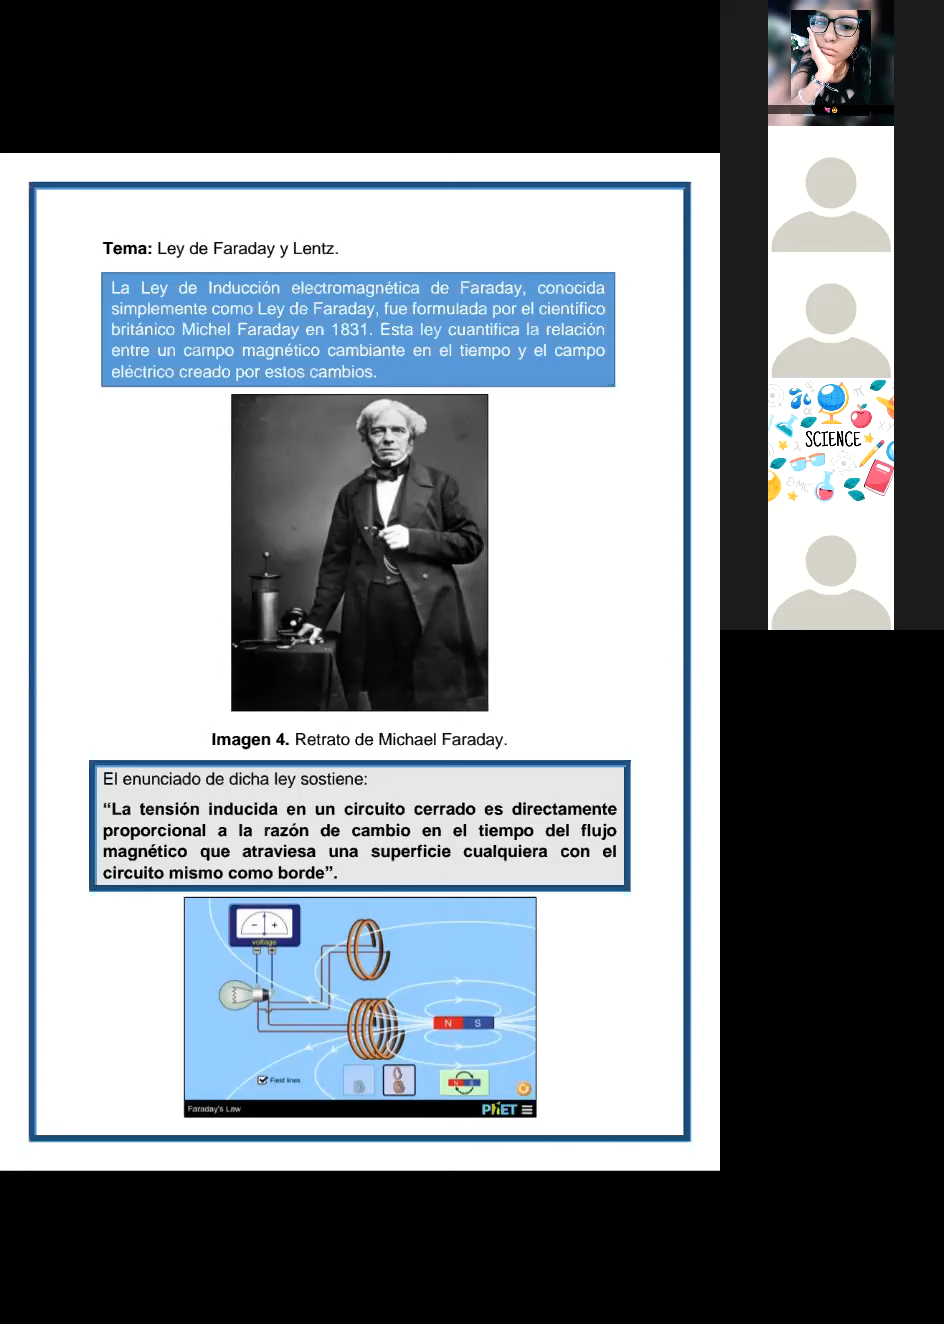 Tema: Ley de Faraday y Lentz.
La Ley de Inducción electromagnética de Faraday, conocida
simplemente como Ley de Faraday, fue formulada por el científico
británico Michel Faraday en 1831. Esta ley cuantifica la relación
entre un campo magnético cambiante en el tiempo y el campo
eléctrico creado por estos cambios.
Imagen 4. Retrato de Michael Faraday.
El enunciado de dicha ley sostiene:
“La tensión inducida en un circuito cerrado es directamente
proporcional a la razón de cambio en el tiempo del flujo
magnético que atraviesa una superficie cualquiera con el
circuito mismo como borde”.
- +
voltage
- +
N S
Field lines
N S
Faraday's Law
PhET
SCIENCE
E=MC²